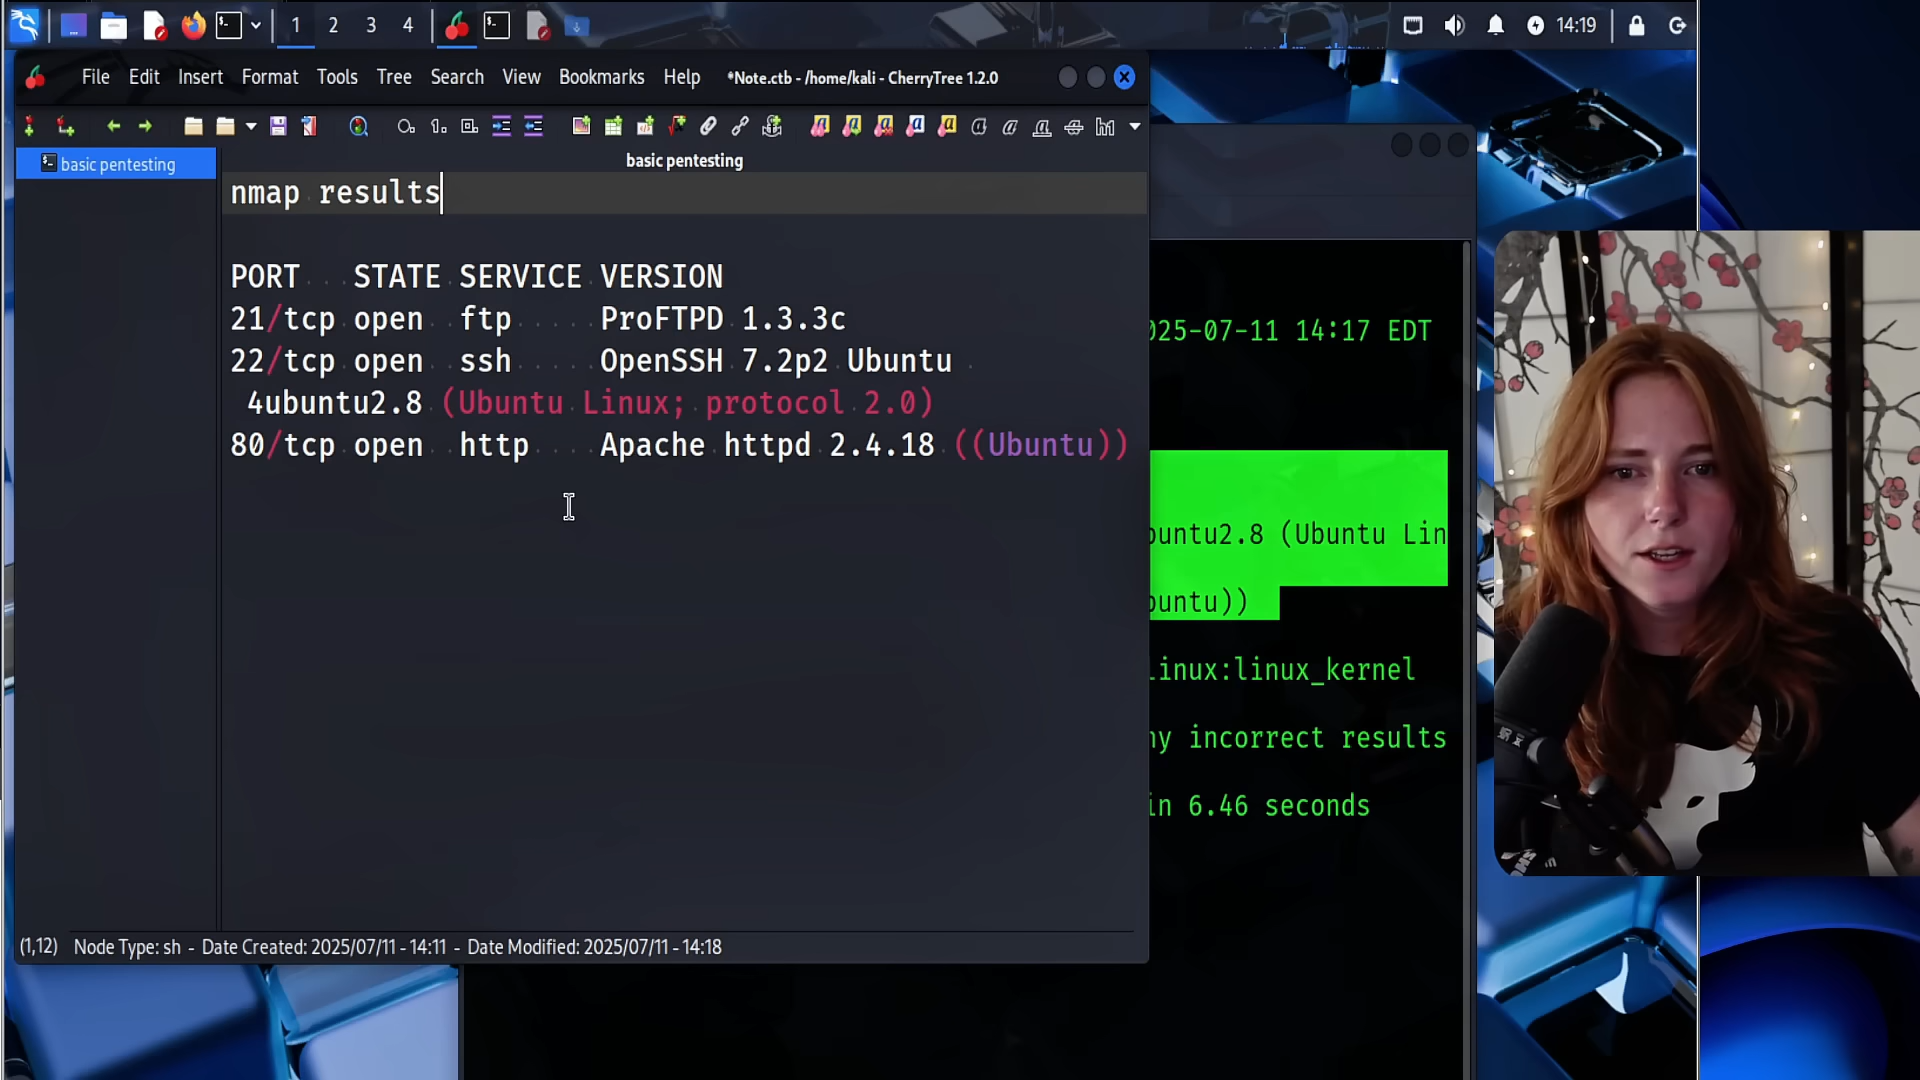 1 2 3 4
14:19
File Edit Insert Format Tools Tree Search View Bookmarks Help *Note.ctb - /home/kali - CherryTree 1.2.0
basic pentesting
basic pentesting
nmap results
PORT STATE SERVICE VERSION
21/tcp open ftp ProFTPD 1.3.3c
22/tcp open ssh OpenSSH 7.2p2 Ubuntu
4ubuntu2.8 (Ubuntu Linux; protocol 2.0)
80/tcp open http Apache httpd 2.4.18 ((Ubuntu))
(1,12) Node Type: sh - Date Created: 2025/07/11 - 14:11 - Date Modified: 2025/07/11 - 14:18
025-07-11 14:17 EDT
buntu2.8 (Ubuntu Lin
buntu))
linux:linux_kernel
ny incorrect results
in 6.46 seconds